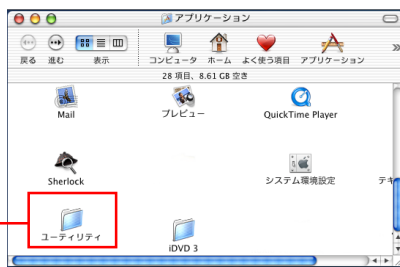 アプリケーション
戻る 進む 表示 コンピュータ ホーム よく使う項目 アプリケーション
28 項目、8.61 GB 空き
Mail プレビュー QuickTime Player
Sherlock システム環境設定 テキ
ユーティリティ
iDVD 3